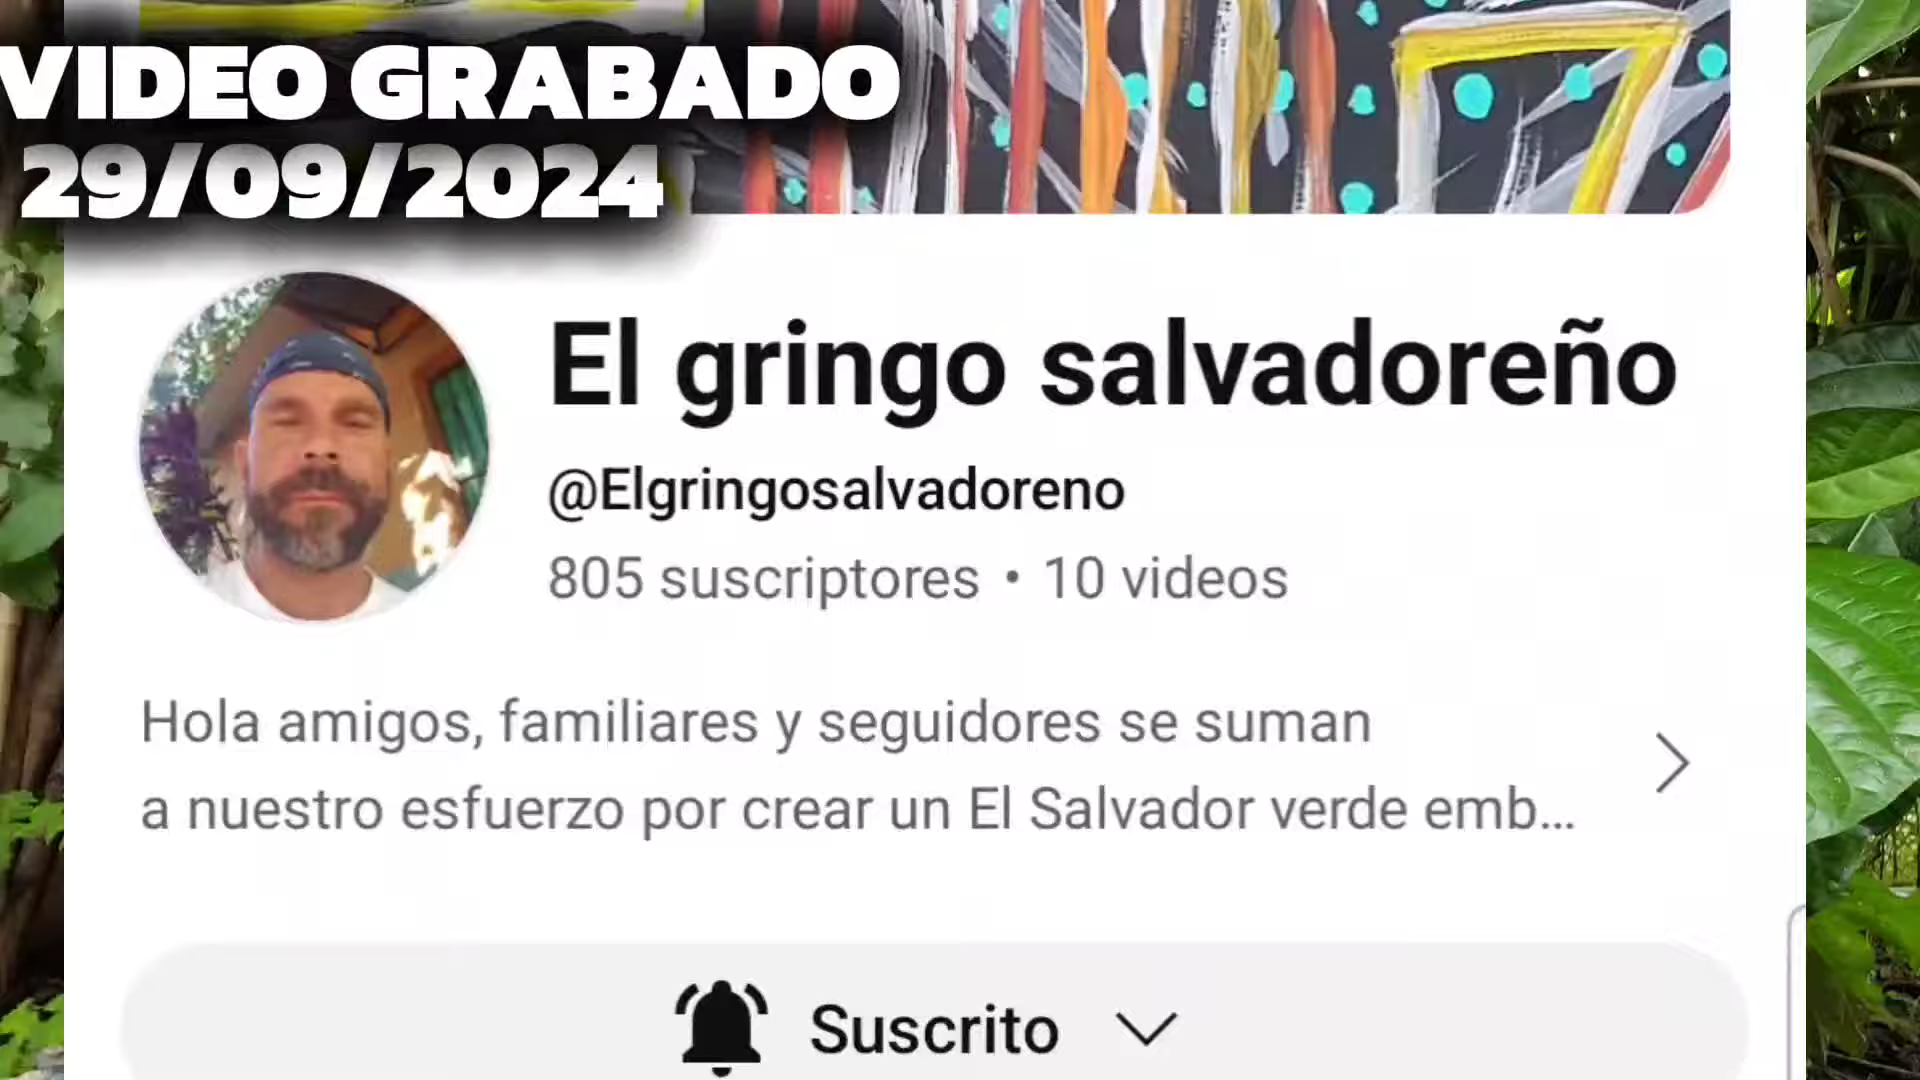 VIDEO GRABADO
29/09/2024
El gringo salvadoreño
@Elgringosalvadoreno
805 suscriptores • 10 videos
Hola amigos, familiares y seguidores se suman
a nuestro esfuerzo por crear un El Salvador verde emb...
Suscrito